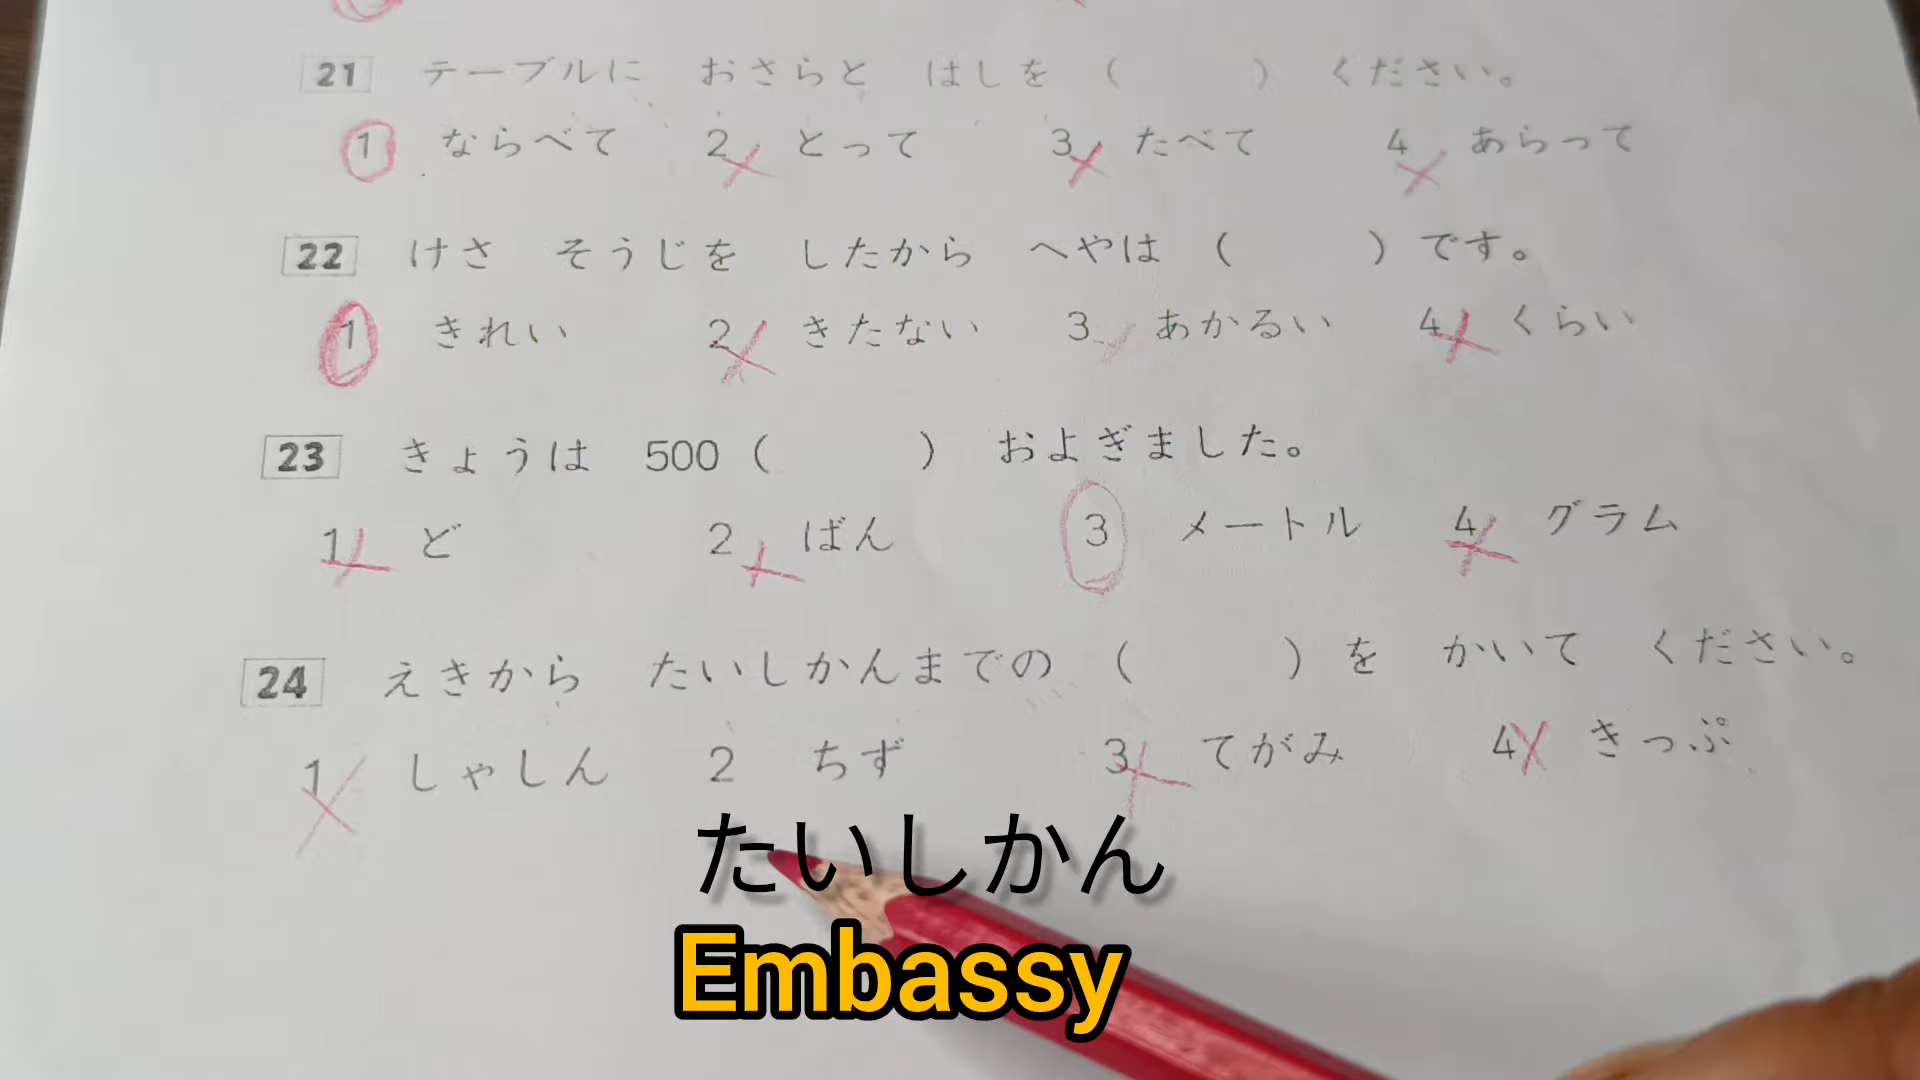 21 テーブルに おさらと はしを ( ) ください。
1 ならべて 2 とって 3 たべて 4 あらって
22 けさ そうじを したから へやは ( ) です。
1 きれい 2 きたない 3 あかるい 4 くらい
23 きょうは 500 ( ) およぎました。
1 ど 2 ばん 3 メートル 4 グラム
24 えきから たいしかんまでの ( ) を かいて ください。
1 しゃしん 2 ちず 3 てがみ 4 きっぷ
たいしかん
Embassy